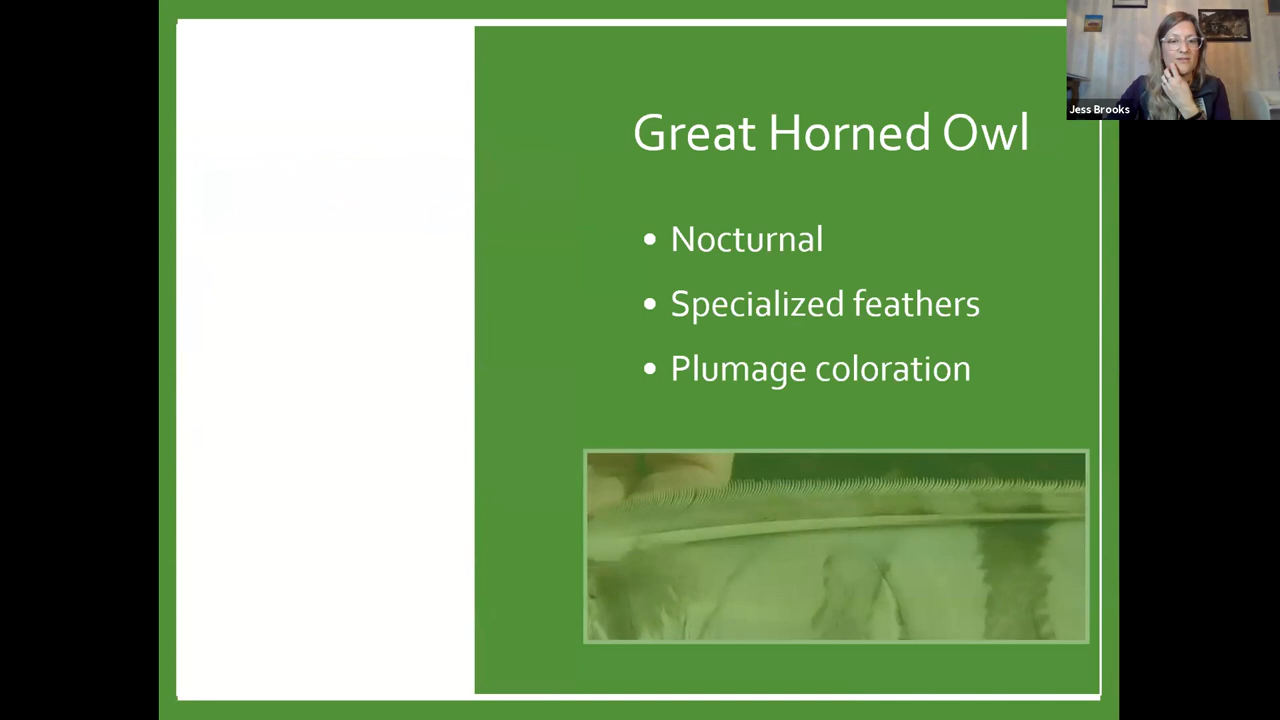 Great Horned Owl
• Nocturnal
• Specialized feathers
• Plumage coloration
Jess Brooks